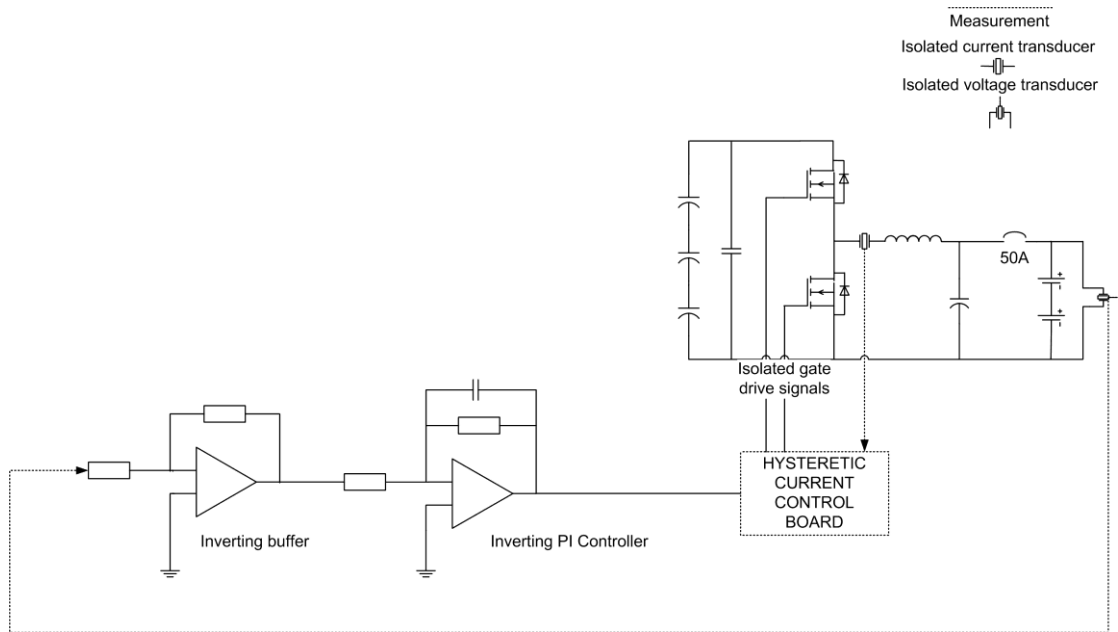 Measurement
Isolated current transducer
Isolated voltage transducer
50A
+
-
+
-
Isolated gate
drive signals
HYSTERETIC
CURRENT
CONTROL
BOARD
Inverting buffer
Inverting PI Controller